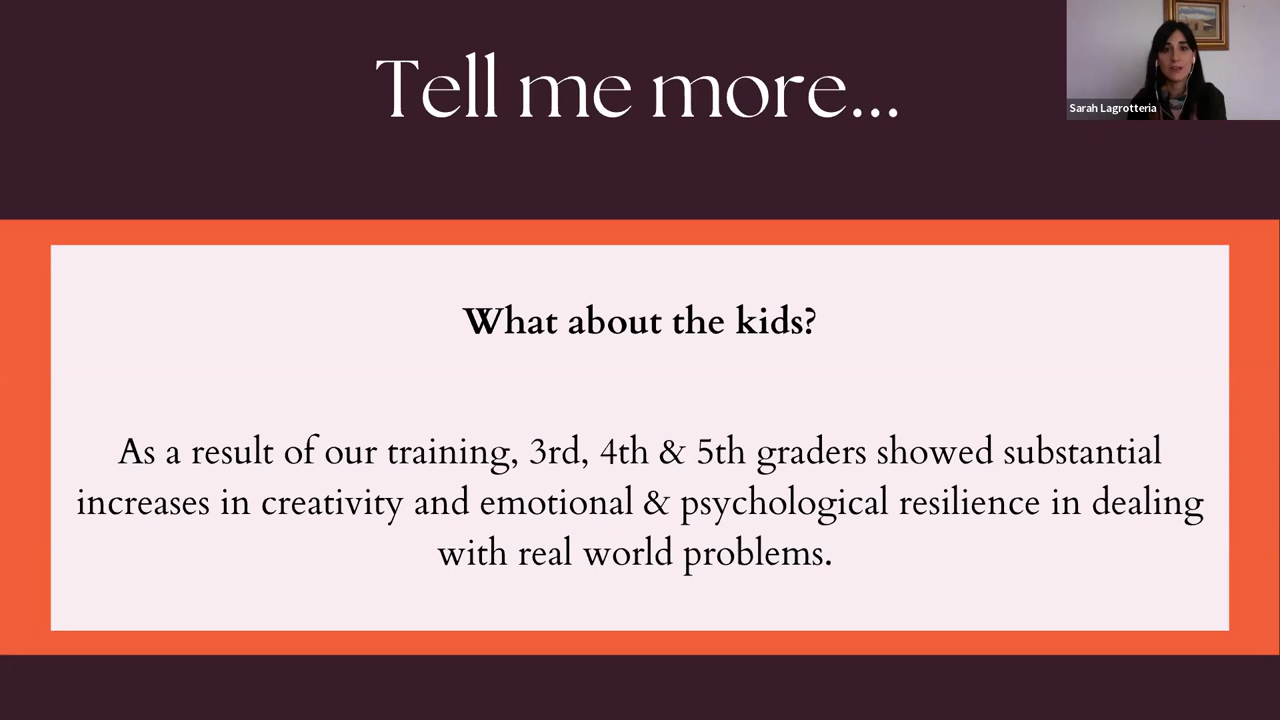 Tell me more...
Sarah Lagrotteria
What about the kids?
As a result of our training, 3rd, 4th & 5th graders showed substantial
increases in creativity and emotional & psychological resilience in dealing
with real world problems.